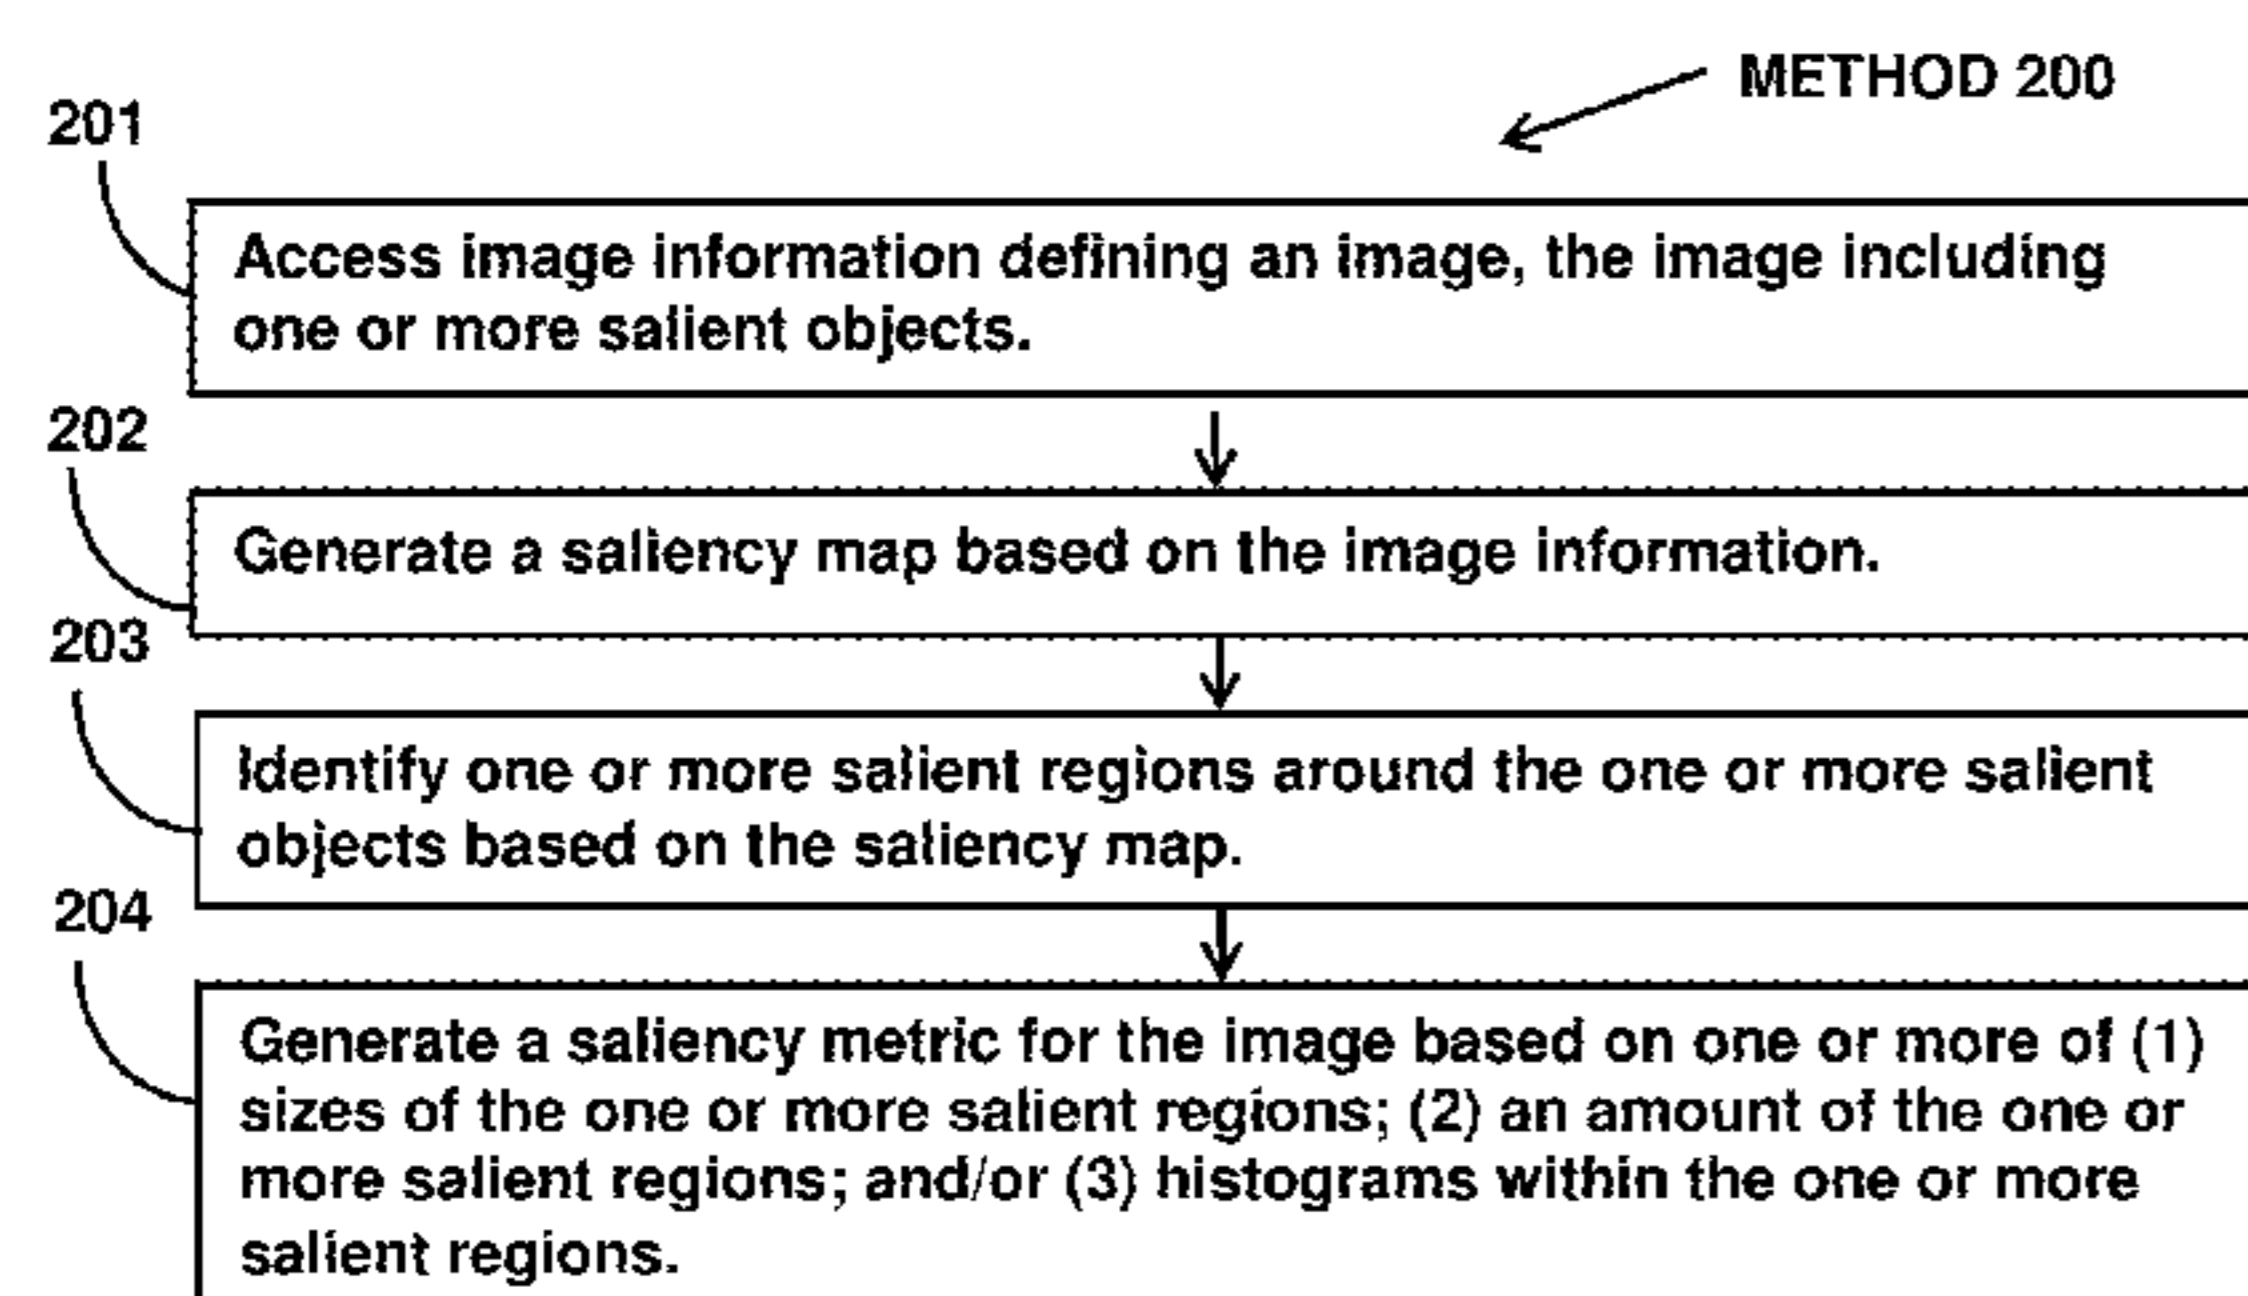 METHOD 200
201
Access image information defining an image, the image including
one or more salient objects.
202
Generate a saliency map based on the image information.
203
Identify one or more salient regions around the one or more salient
objects based on the saliency map.
204
Generate a saliency metric for the image based on one or more of (1)
sizes of the one or more salient regions; (2) an amount of the one or
more salient regions; and/or (3) histograms within the one or more
salient regions.